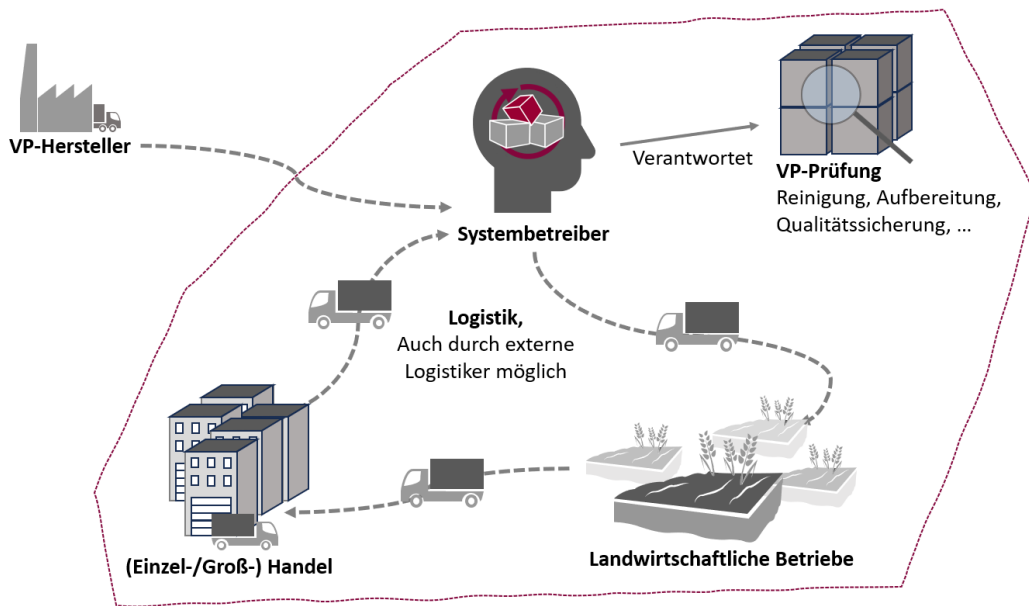 VP-Hersteller
Verantwortet
VP-Prüfung
Reinigung, Aufbereitung,
Qualitätssicherung, ...
Systembetreiber
Logistik,
Auch durch externe
Logistiker möglich
(Einzel-/Groß-) Handel
Landwirtschaftliche Betriebe